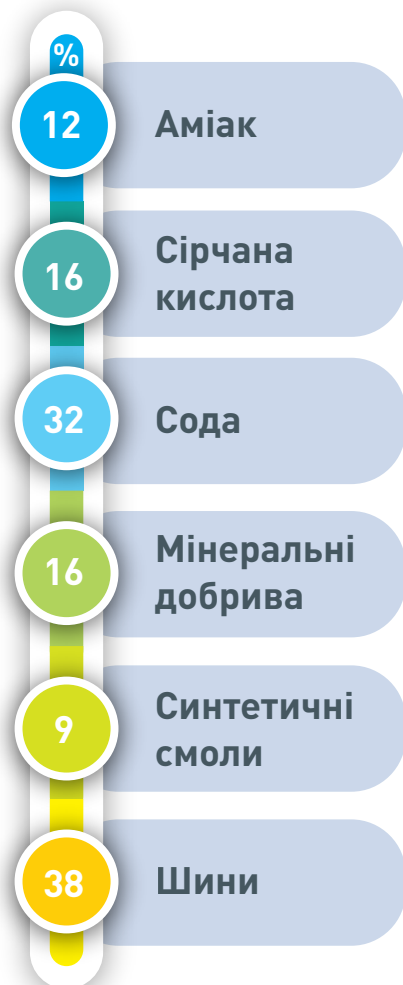 %
12
Аміак
16
Сірчана
кислота
32
Сода
16
Мінеральні
добрива
9
Синтетичні
смоли
38
Шини